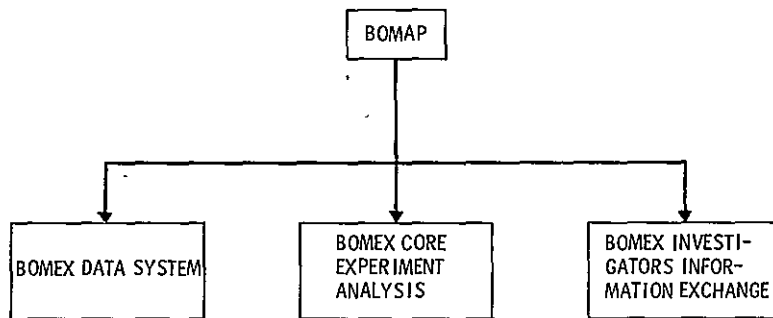 BOMAP
BOMEX DATA SYSTEM
BOMEX CORE
EXPERIMENT
ANALYSIS
BOMEX INVESTI-
GATORS INFOR-
MATION EXCHANGE